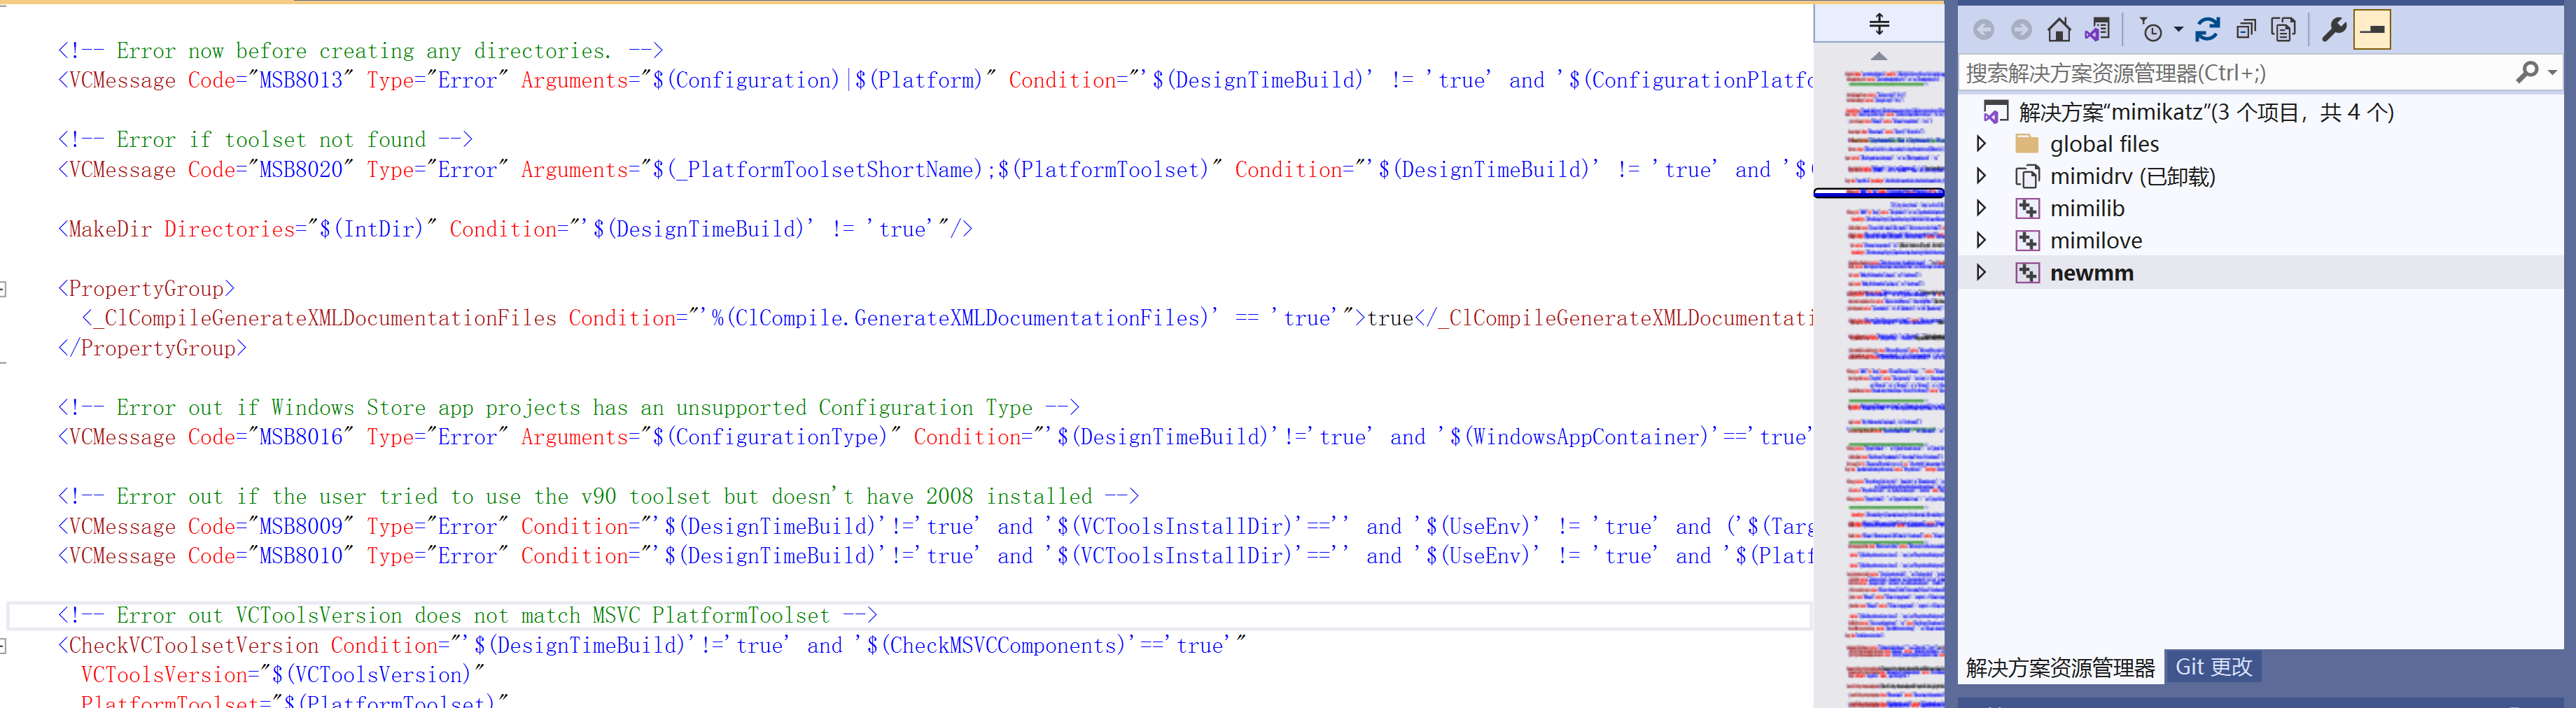 <!-- Error now before creating any directories. -->
<VCMessage Code="MSB8013" Type="Error" Arguments="$(Configuration)|$(Platform)" Condition="'$(DesignTimeBuild)' != 'true' and '$(ConfigurationPlatfo
<!-- Error if toolset not found -->
<VCMessage Code="MSB8020" Type="Error" Arguments="$(_PlatformToolsetShortName);$(PlatformToolset)" Condition="'$(DesignTimeBuild)' != 'true' and '$(
<MakeDir Directories="$(IntDir)" Condition="'$(DesignTimeBuild)' != 'true'"/>
<PropertyGroup>
<_ClCompileGenerateXMLDocumentationFiles Condition="'%(ClCompile.GenerateXMLDocumentationFiles)' == 'true'">true</_ClCompileGenerateXMLDocumentati
</PropertyGroup>
<!-- Error out if Windows Store app projects has an unsupported Configuration Type -->
<VCMessage Code="MSB8016" Type="Error" Arguments="$(ConfigurationType)" Condition="'$(DesignTimeBuild)'!='true' and '$(WindowsAppContainer)'=='true'
<!-- Error out if the user tried to use the v90 toolset but doesn't have 2008 installed -->
<VCMessage Code="MSB8009" Type="Error" Condition="'$(DesignTimeBuild)'!='true' and '$(VCToolsInstallDir)'=='' and '$(UseEnv)' != 'true' and ('$(Targ
<VCMessage Code="MSB8010" Type="Error" Condition="'$(DesignTimeBuild)'!='true' and '$(VCToolsInstallDir)'=='' and '$(UseEnv)' != 'true' and '$(Platf
<!-- Error out VCToolsVersion does not match MSVC PlatformToolset -->
<CheckVCToolsetVersion Condition="'$(DesignTimeBuild)'!='true' and '$(CheckMSVCComponents)'=='true'"
VCToolsVersion="$(VCToolsVersion)"
PlatformToolset="$(PlatformToolset)"
搜索解决方案资源管理器(Ctrl+;)
解决方案"mimikatz"(3 个项目，共 4 个)
global files
mimidrv (已卸载)
mimilib
mimilove
newmm
解决方案资源管理器 Git 更改